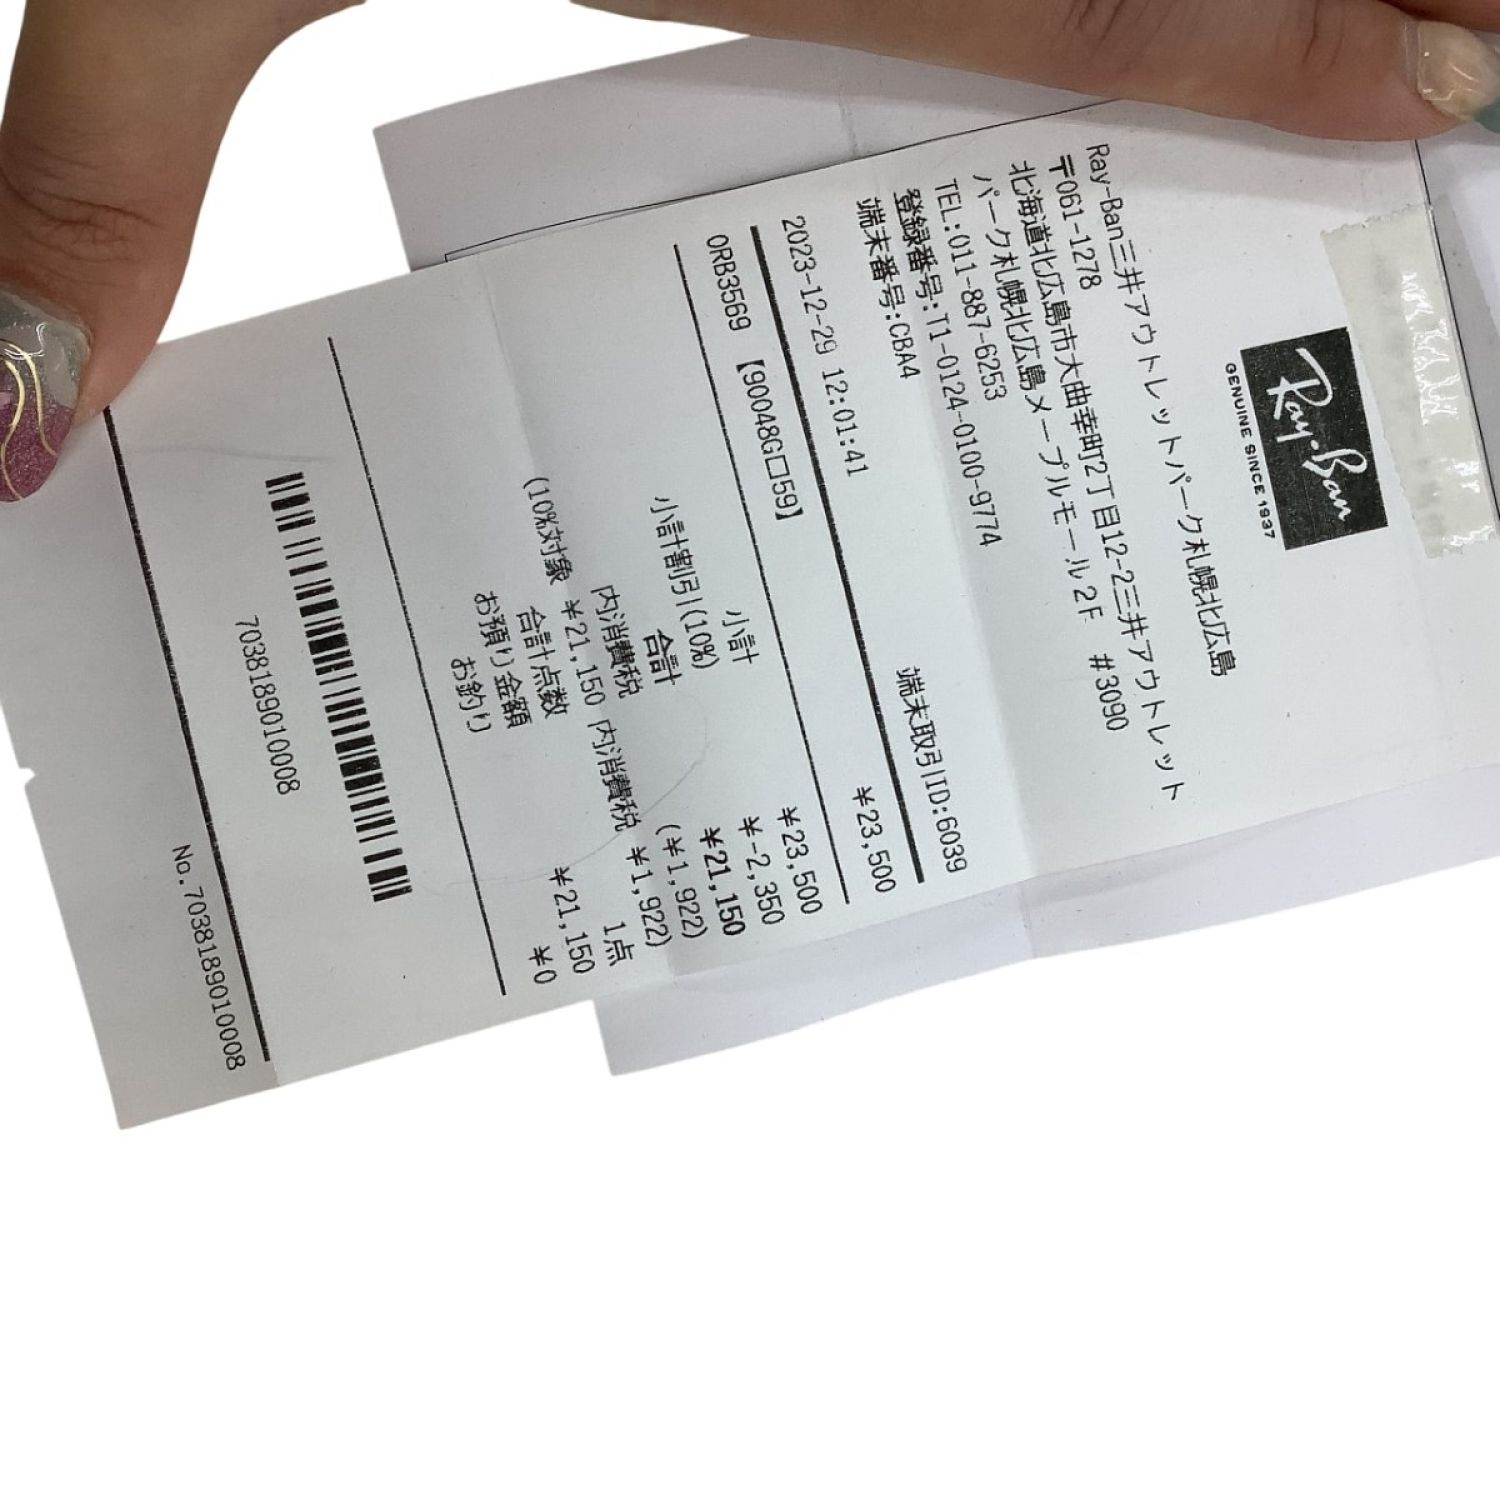 Ray-Ban
GENUINE SINCE 1937
Ray-Ban三井アウトレットパーク札幌北広島
〒061-1278
北海道北広島市大曲幸町2丁目12-2三井アウトレット
パーク札幌北広島メープルモール2F #3090
TEL:011-887-6253
登録番号:T1-0124-0100-9774
端末番号:CBA4 端末取引ID:6039
2023-12-29 12:01:41
ORB3569 【90048G□59】 ¥23,500
小計 ¥23,500
小計割引(10%) ¥-2,350
合計 ¥21,150
内消費税 (¥1,922)
(10%対象 ¥21,150 内消費税 ¥1,922)
合計点数 1点
お預り金額 ¥21,150
お釣り ¥0
7038189010008
No.7038189010008